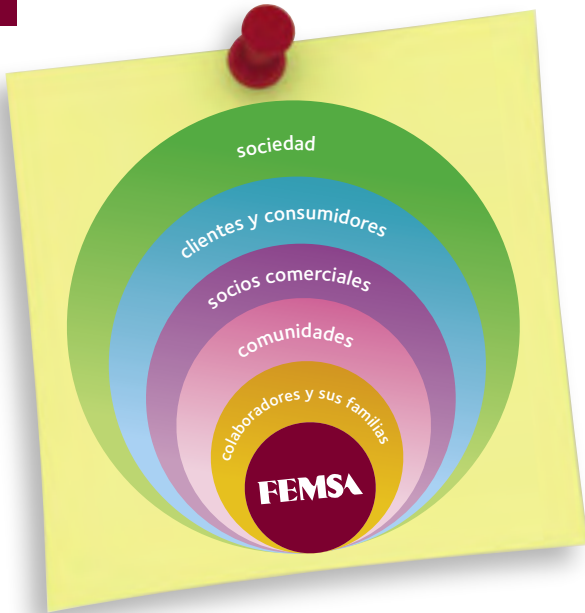 sociedad
clientes y consumidores
socios comerciales
comunidades
colaboradores y sus familias
FEMSA